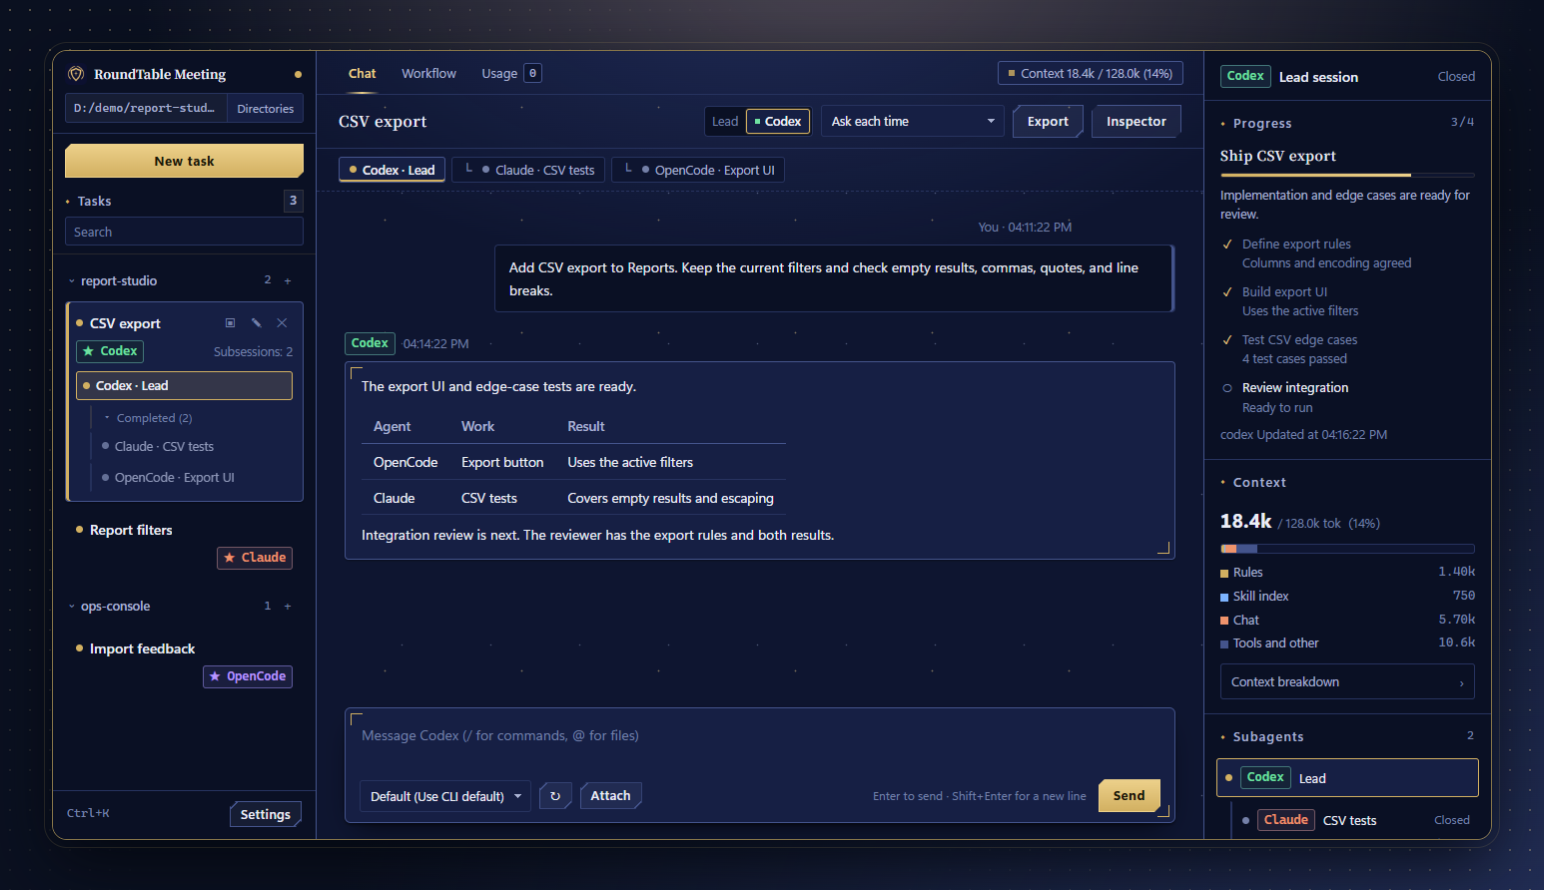 RoundTable Meeting
D:/demo/report-stud… Directories
New task
Tasks 3
Search
report-studio 2 +
CSV export
★ Codex Subsessions: 2
Codex · Lead
Completed (2)
Claude · CSV tests
OpenCode · Export UI
Report filters
★ Claude
ops-console 1 +
Import feedback
★ OpenCode
Ctrl+K Settings
Chat Workflow Usage 0 Context 18.4k / 128.0k (14%)
CSV export Lead Codex Ask each time Export Inspector
Codex · Lead └ Claude · CSV tests └ OpenCode · Export UI
You · 04:11:22 PM
Add CSV export to Reports. Keep the current filters and check empty results, commas, quotes, and line
breaks.
Codex 04:14:22 PM
The export UI and edge-case tests are ready.
Agent Work Result
OpenCode Export button Uses the active filters
Claude CSV tests Covers empty results and escaping
Integration review is next. The reviewer has the export rules and both results.
Message Codex (/ for commands, @ for files)
Default (Use CLI default) ↻ Attach Enter to send · Shift+Enter for a new line Send
Codex Lead session Closed
Progress 3/4
Ship CSV export
Implementation and edge cases are ready for
review.
✓ Define export rules
Columns and encoding agreed
✓ Build export UI
Uses the active filters
✓ Test CSV edge cases
4 test cases passed
○ Review integration
Ready to run
codex Updated at 04:16:22 PM
Context
18.4k / 128.0k tok (14%)
Rules 1.40k
Skill index 750
Chat 5.70k
Tools and other 10.6k
Context breakdown ›
Subagents 2
Codex Lead
Claude CSV tests Closed